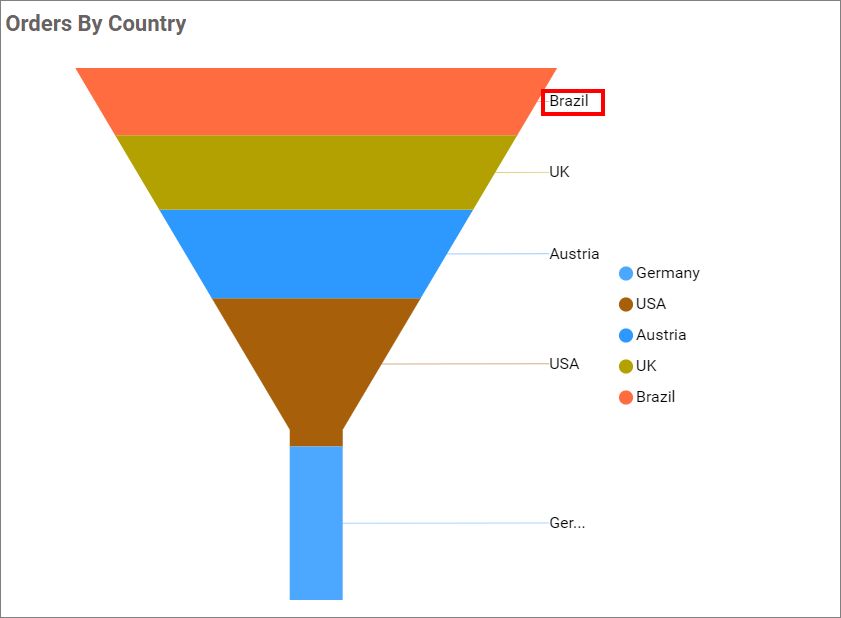 Orders By Country
Brazil
UK
Austria
USA
Ger...
Germany
USA
Austria
UK
Brazil